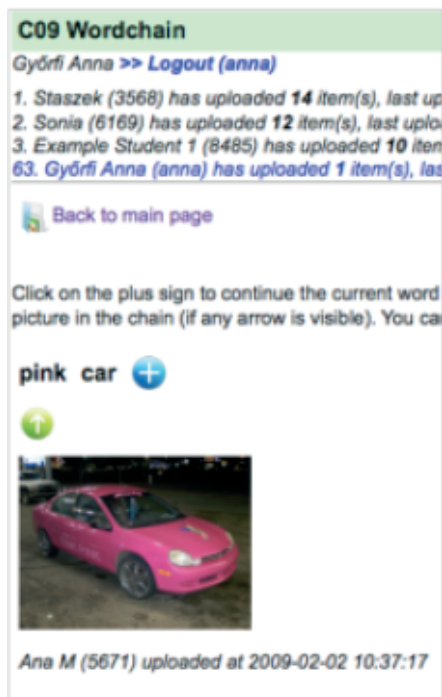 C09 Wordchain
Győrfi Anna >> Logout (anna)
1. Staszek (3568) has uploaded 14 item(s), last up
2. Sonia (6169) has uploaded 12 item(s), last uplo
3. Example Student 1 (8485) has uploaded 10 item
63. Győrfi Anna (anna) has uploaded 1 item(s), las
Back to main page
Click on the plus sign to continue the current word
picture in the chain (if any arrow is visible). You ca
pink car
Ana M (5671) uploaded at 2009-02-02 10:37:17